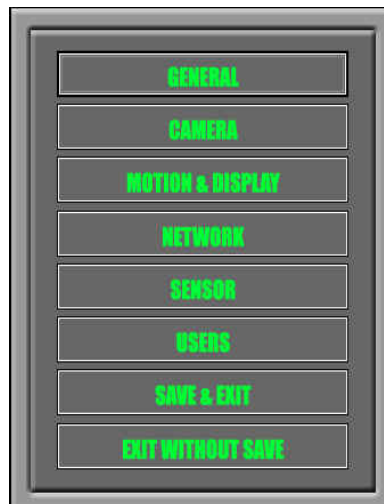 GENERAL
CAMERA
MOTION & DISPLAY
NETWORK
SENSOR
USERS
SAVE & EXIT
EXIT WITHOUT SAVE